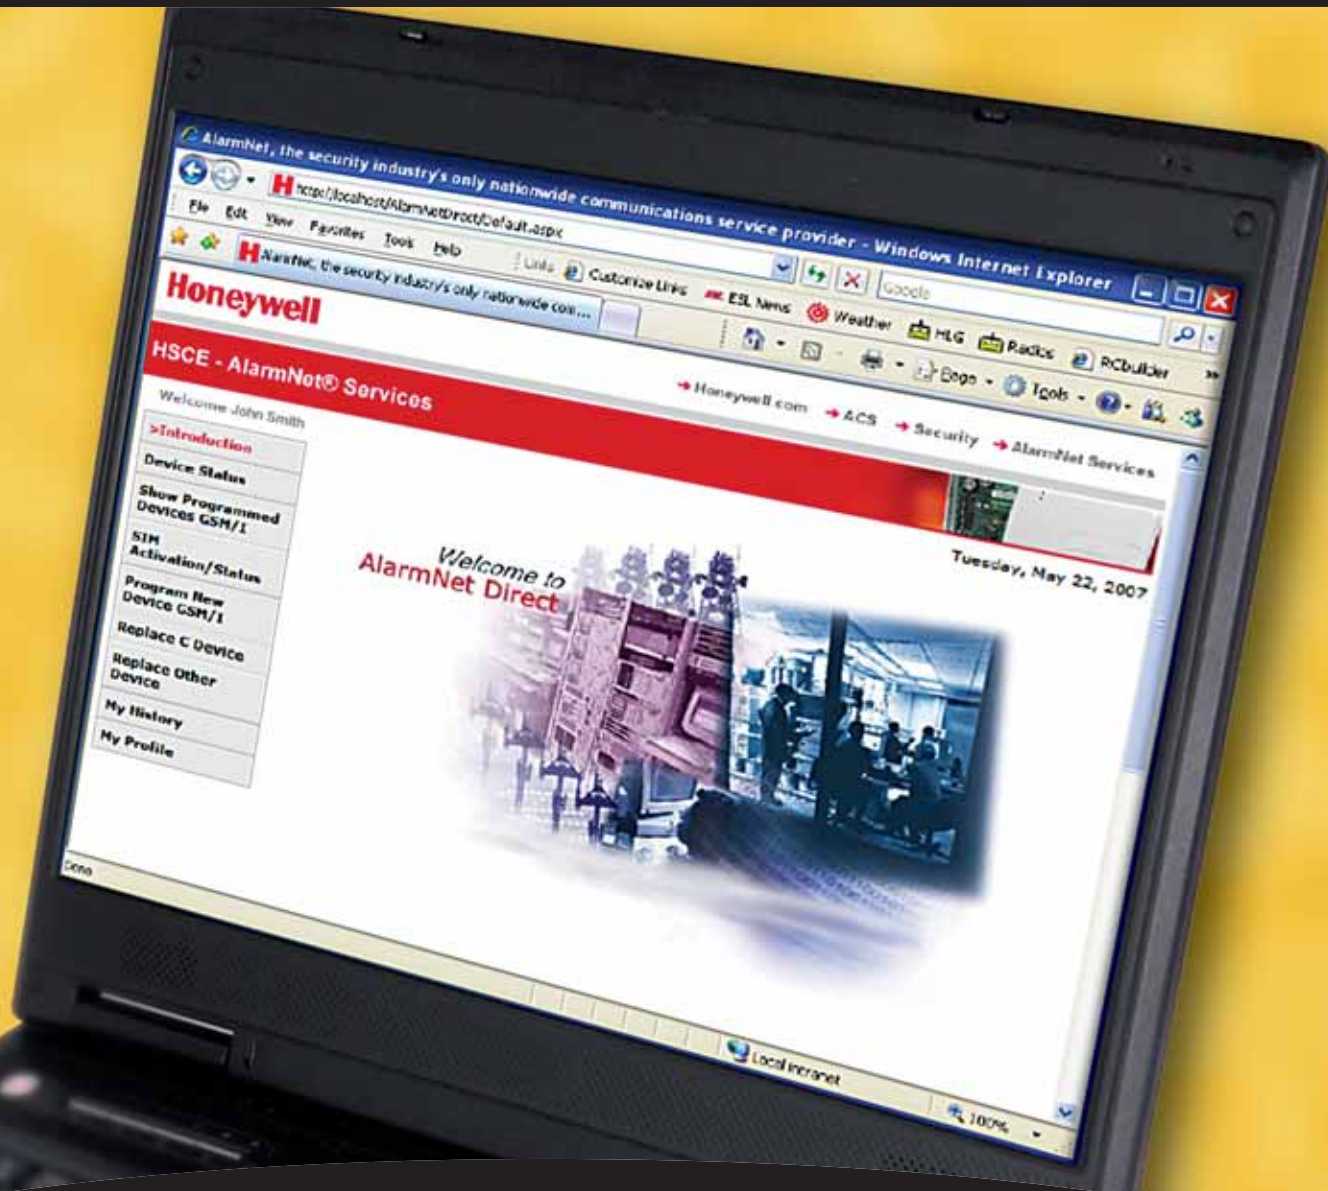 AlarmNet, the security industry's only nationwide communications service provider - Windows Internet Explorer
http://localhost/AlarmNetDirect/Default.aspx
Google
File Edit View Favorites Tools Help
Links Customize Links ESL News Weather HLG Radios RCbuilder
AlarmNet, the security industry's only nationwide com...
Page Tools
Honeywell
Honeywell.com ACS Security AlarmNet Services
HSCE - AlarmNet® Services
Tuesday, May 22, 2007
Welcome John Smith
>Introduction
Device Status
Show Programmed
Devices GSM/I
SIM
Activation/Status
Program New
Device GSM/I
Replace C Device
Replace Other
Device
My History
My Profile
Welcome to
AlarmNet Direct
Done
Local intranet
100%